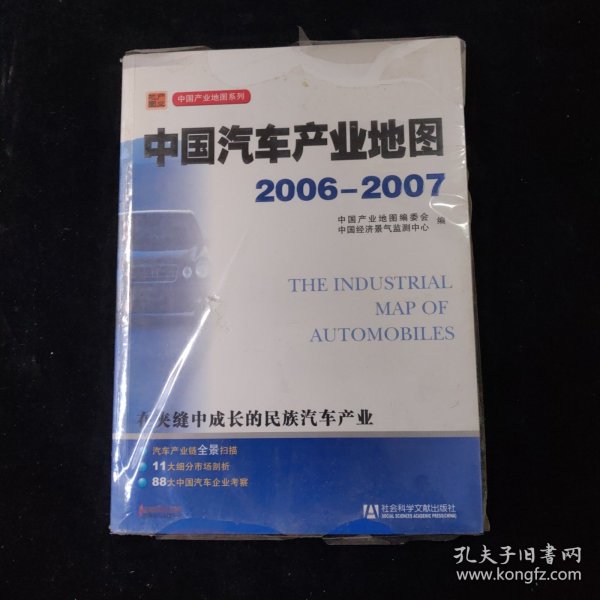 中国产业地图系列
中国汽车产业地图
2006-2007
中国产业地图编委会
中国经济景气监测中心 编
THE INDUSTRIAL
MAP OF
AUTOMOBILES
在夹缝中成长的民族汽车产业
汽车产业链全景扫描
11大细分市场剖析
88大中国汽车企业考察
社会科学文献出版社
SOCIAL SCIENCES ACADEMIC PRESS(CHINA)
孔夫子旧书网
www.kongfz.com